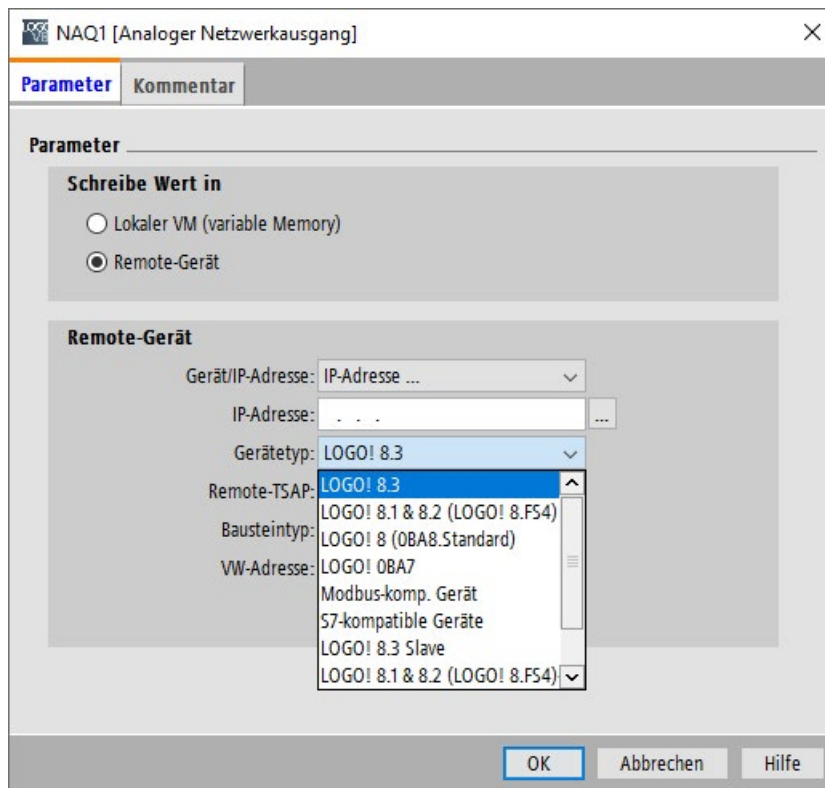 NAQ1 [Analoger Netzwerkausgang]
Parameter Kommentar
Parameter
Schreibe Wert in
Lokaler VM (variable Memory)
Remote-Gerät
Remote-Gerät
Gerät/IP-Adresse: IP-Adresse ...
IP-Adresse: . . . ...
Gerätetyp: LOGO! 8.3
Remote-TSAP: LOGO! 8.3
LOGO! 8.1 & 8.2 (LOGO! 8.FS4)
Bausteintyp: LOGO! 8 (0BA8.Standard)
VW-Adresse: LOGO! 0BA7
Modbus-komp. Gerät
S7-kompatible Geräte
LOGO! 8.3 Slave
LOGO! 8.1 & 8.2 (LOGO! 8.FS4)
OK Abbrechen Hilfe